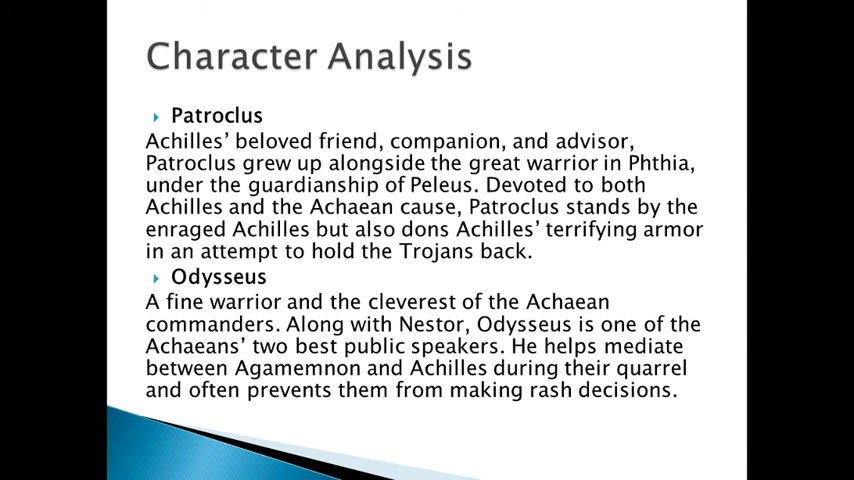 Character Analysis
Patroclus
Achilles’ beloved friend, companion, and advisor,
Patroclus grew up alongside the great warrior in Phthia,
under the guardianship of Peleus. Devoted to both
Achilles and the Achaean cause, Patroclus stands by the
enraged Achilles but also dons Achilles’ terrifying armor
in an attempt to hold the Trojans back.
Odysseus
A fine warrior and the cleverest of the Achaean
commanders. Along with Nestor, Odysseus is one of the
Achaeans’ two best public speakers. He helps mediate
between Agamemnon and Achilles during their quarrel
and often prevents them from making rash decisions.